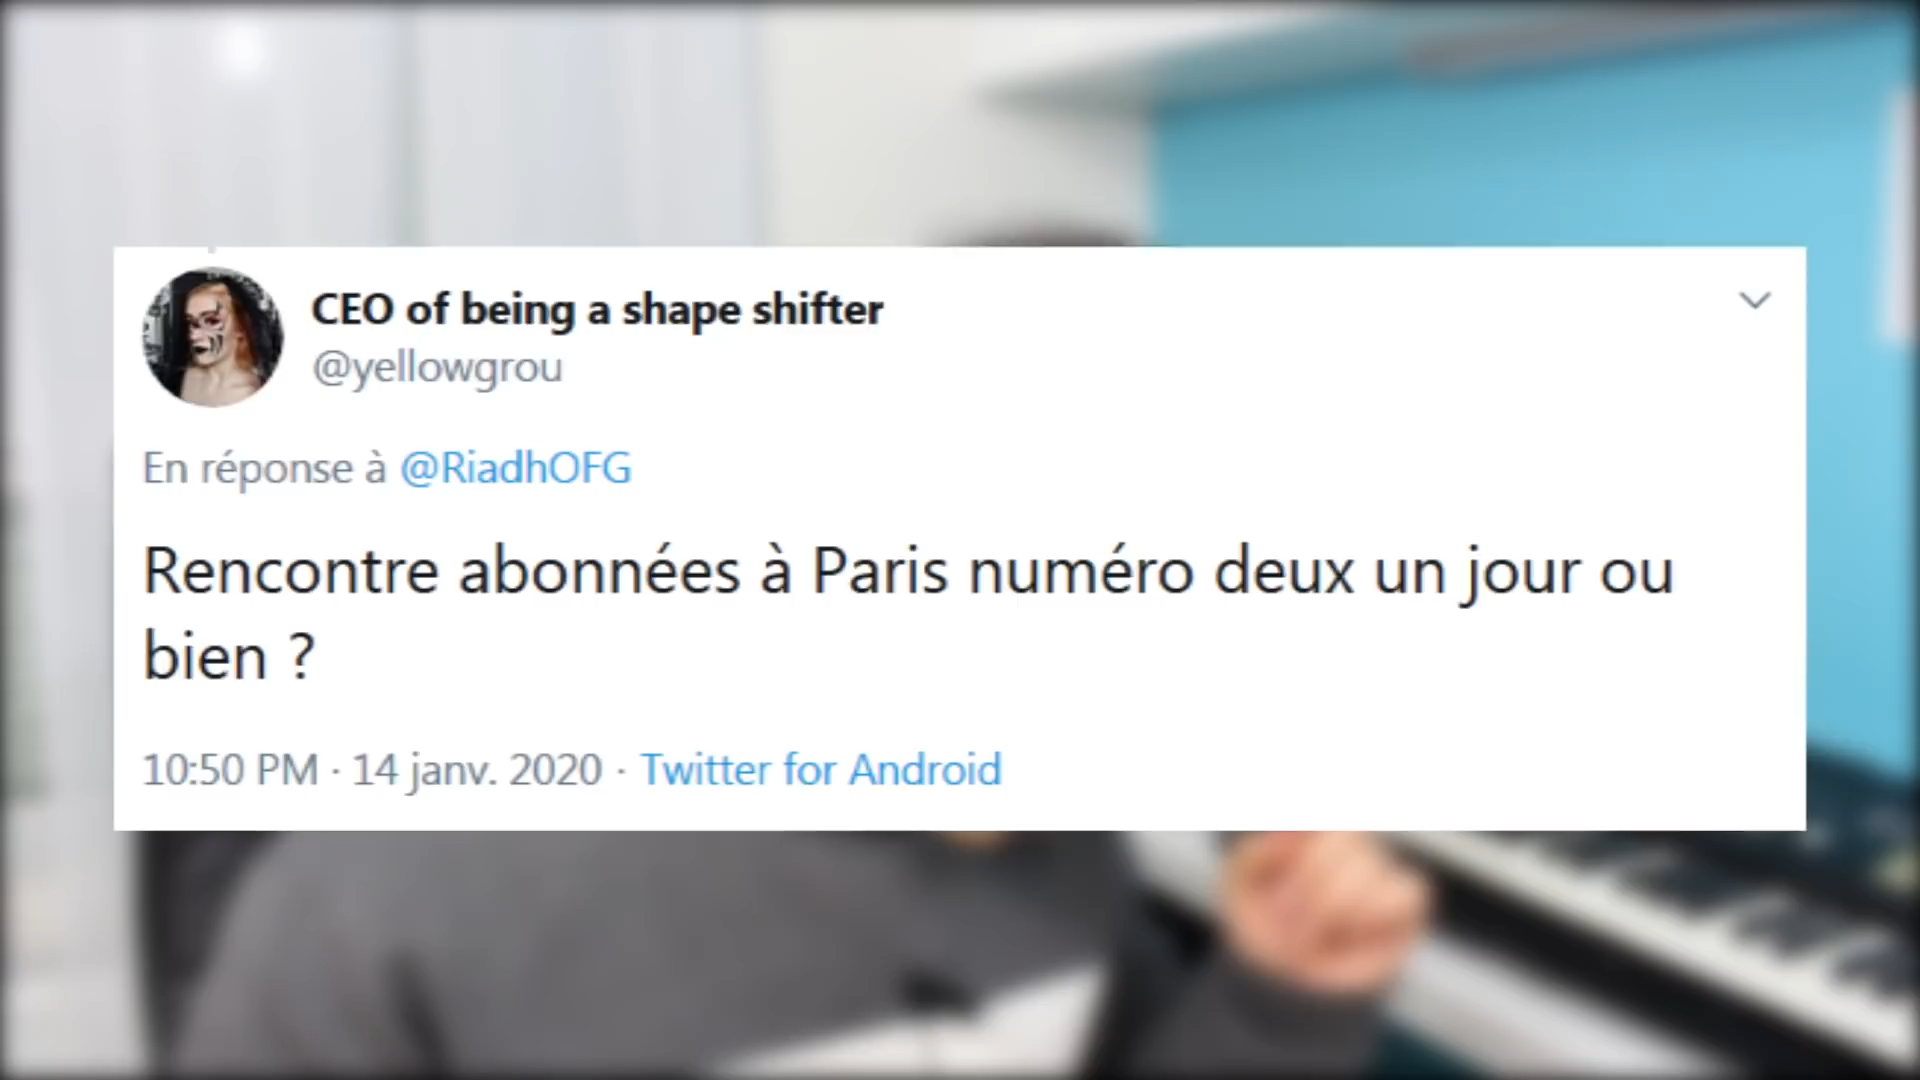 CEO of being a shape shifter
@yellowgrou
En réponse à @RiadhOFG
Rencontre abonnées à Paris numéro deux un jour ou
bien ?
10:50 PM · 14 janv. 2020 · Twitter for Android